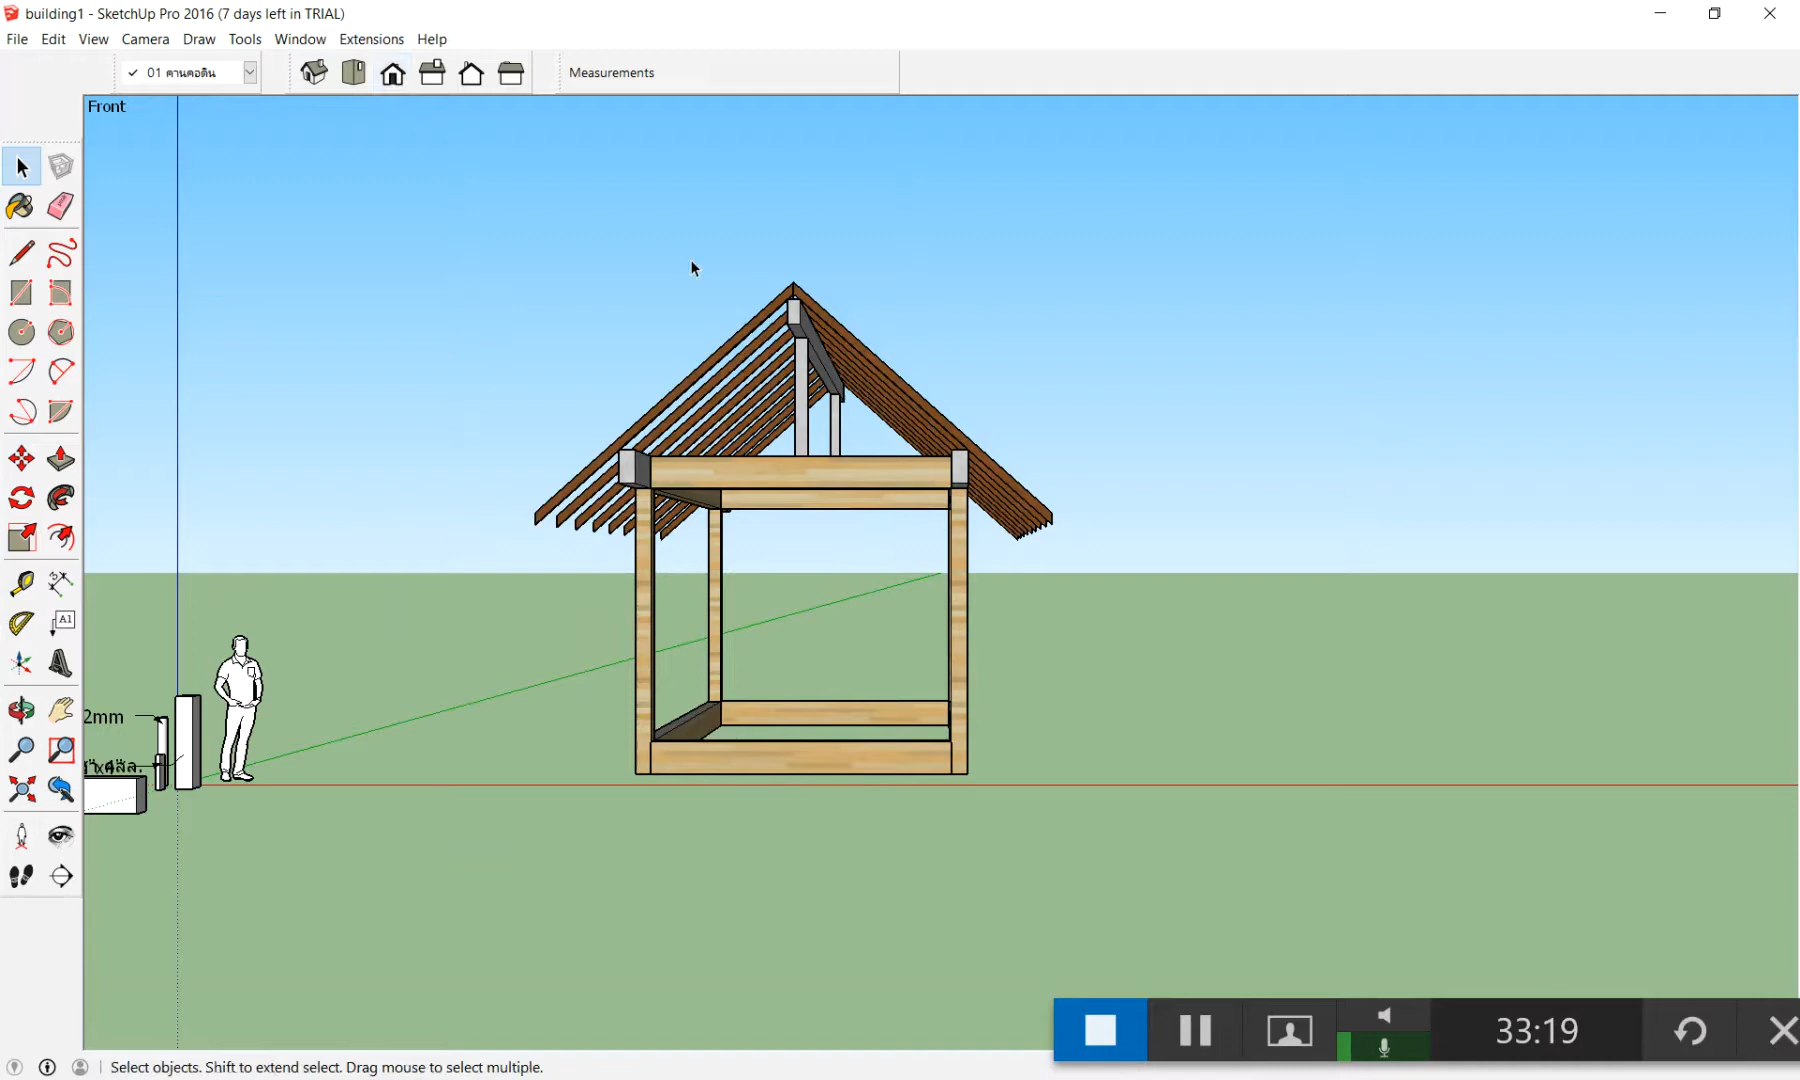 building1 - SketchUp Pro 2016 (7 days left in TRIAL)
File Edit View Camera Draw Tools Window Extensions Help
01 คานคอดิน
Measurements
Front
A1
2mm
33:19
Select objects. Shift to extend select. Drag mouse to select multiple.